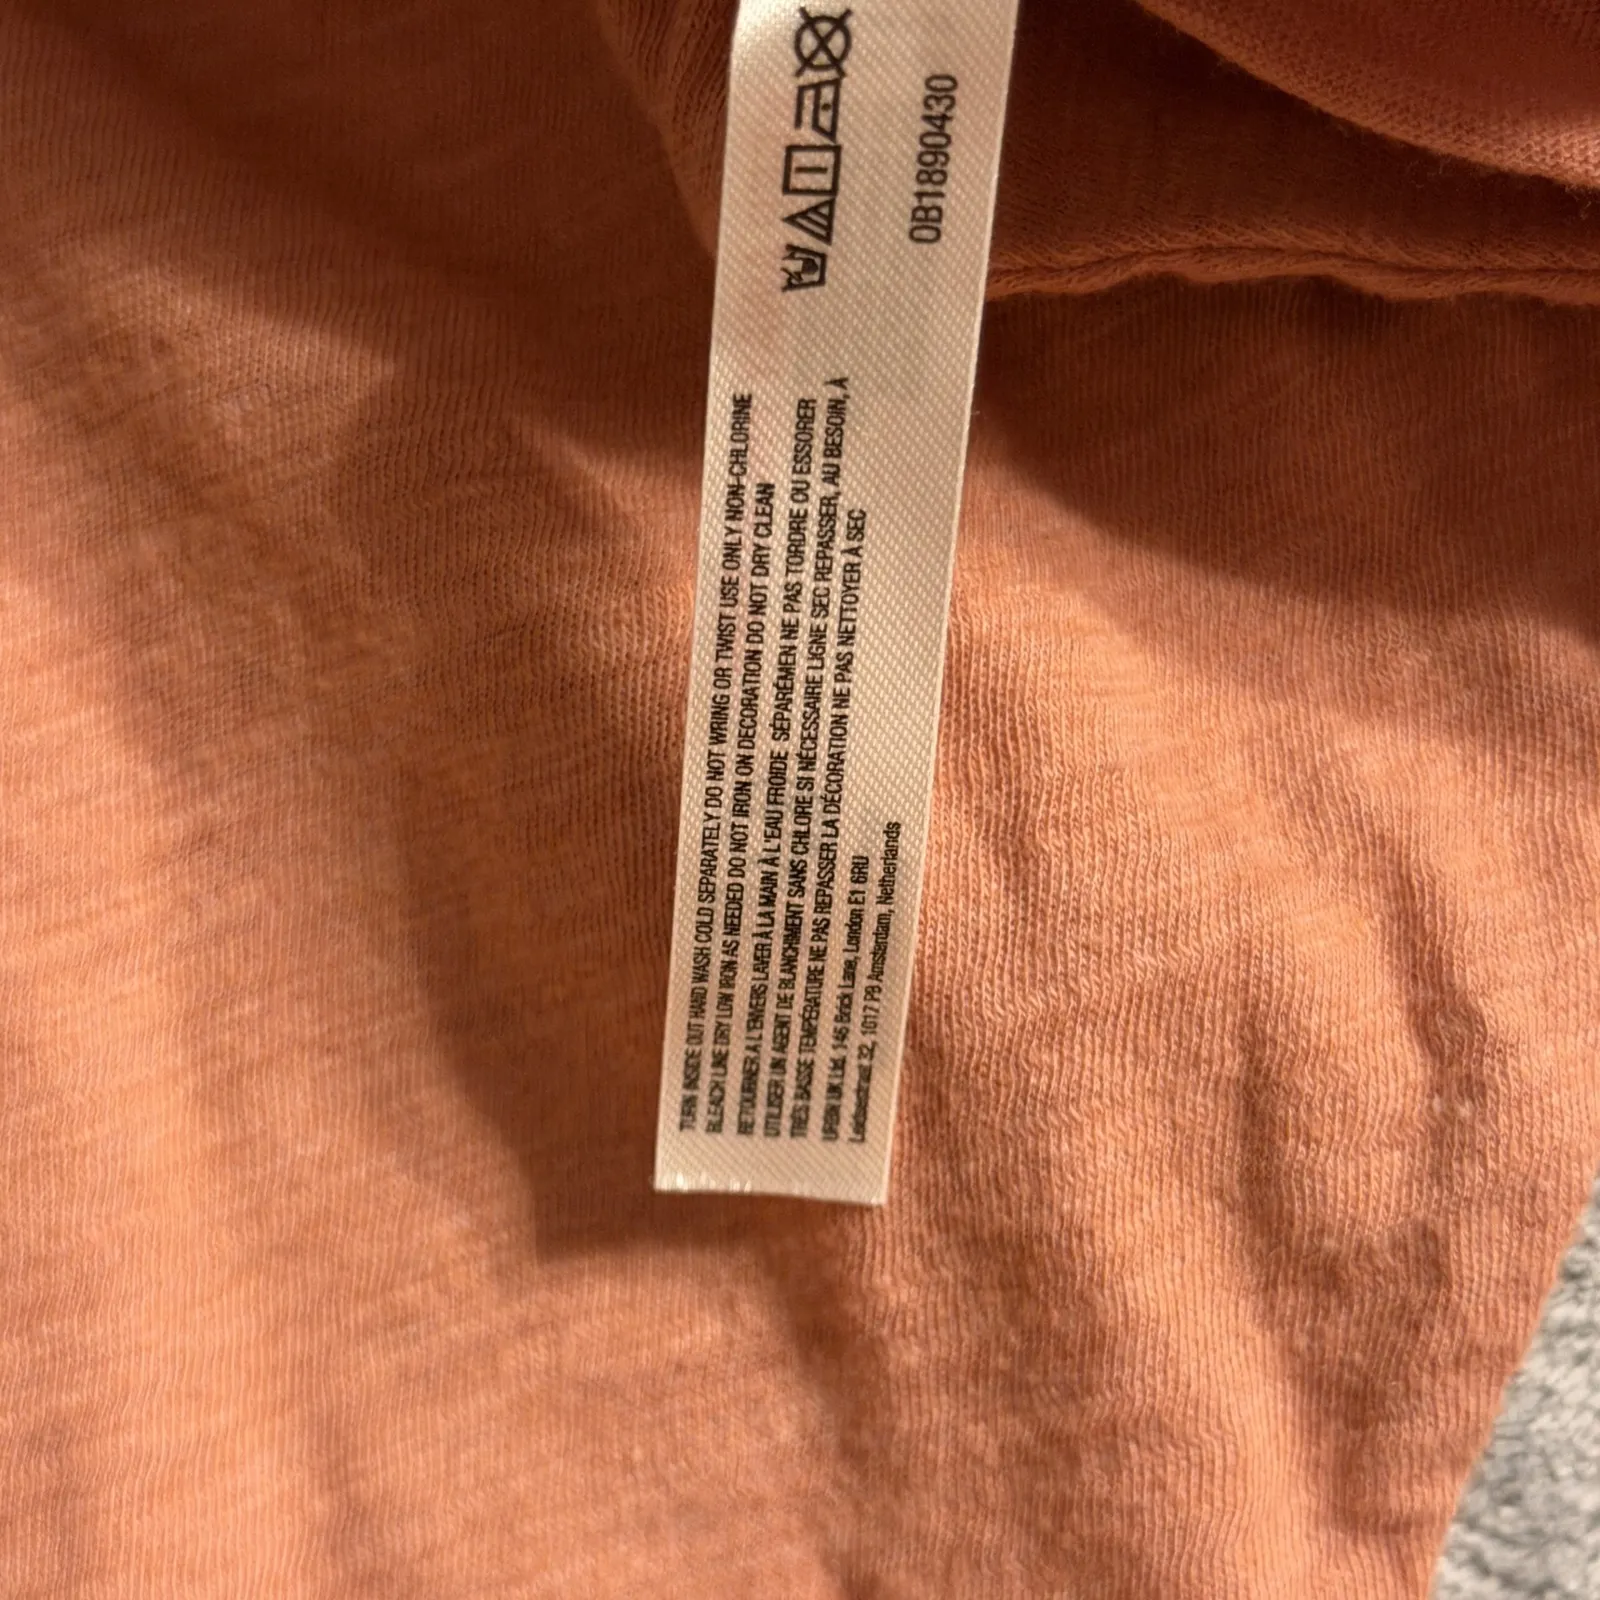 OB1890430
TURN INSIDE OUT HAND WASH COLD SEPARATELY DO NOT WRING OR TWIST USE ONLY NON-CHLORINE
BLEACH LINE DRY LOW IRON AS NEEDED DO NOT IRON ON DECORATION DO NOT DRY CLEAN
RETOURNER A L'ENVERS LAVER À LA MAIN À L'EAU FROIDE SÉPARÉMEN NE PAS TORDRE OU ESSORER
UTILISER UN AGENT DE BLANCHIMENT SANS CHLORE SI NÉCESSAIRE LIGNE SEC REPASSER, AU BESOIN, À
TRÈS BASSE TEMPÉRATURE NE PAS REPASSER LA DÉCORATION NE PAS NETTOYER À SEC
URBN UK Ltd. 146 Brick Lane, London E1 6RU
Leidsestraat 32, 1017 PB Amsterdam, Netherlands